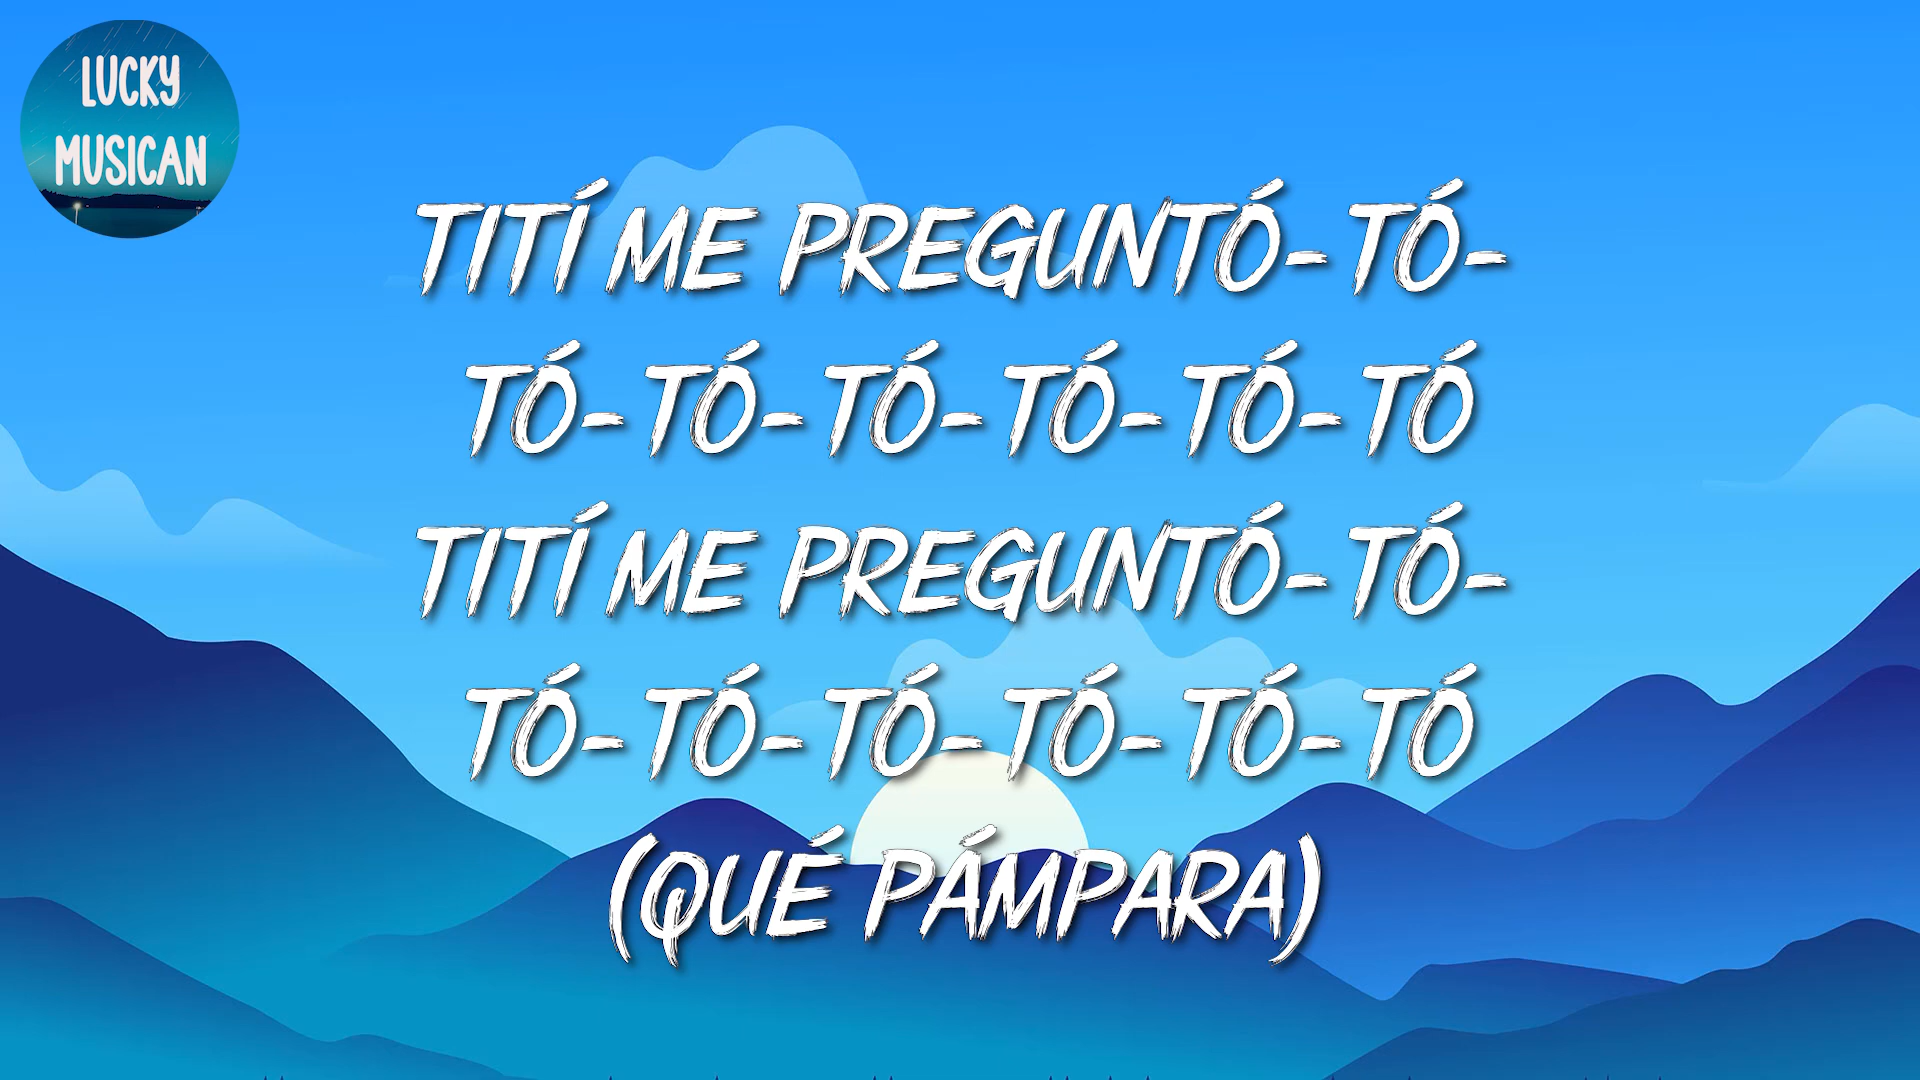 LUCKY
MUSICAN
TITÍ ME PREGUNTÓ-TÓ-
TÓ-TÓ-TÓ-TÓ-TÓ-TÓ
TITÍ ME PREGUNTÓ-TÓ-
TÓ-TÓ-TÓ-TÓ-TÓ-TÓ
(QUÉ PÁMPARA)